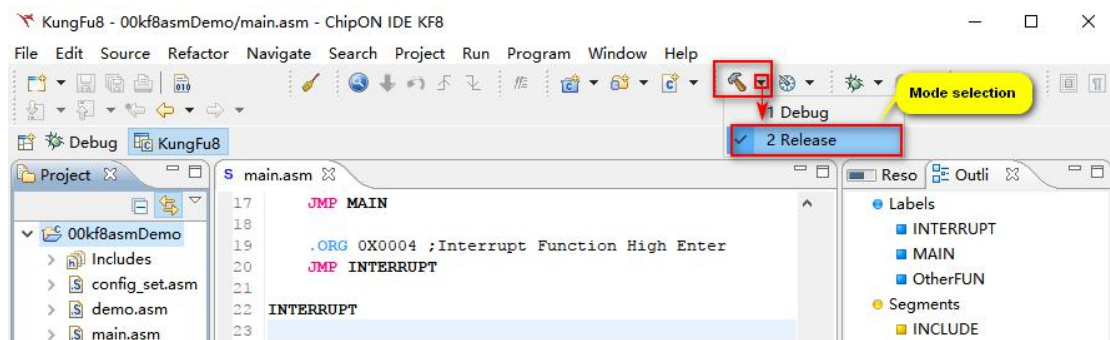 KungFu8 - 00kf8asmDemo/main.asm - ChipON IDE KF8
File Edit Source Refactor Navigate Search Project Run Program Window Help
Mode selection
1 Debug
2 Release
Debug KungFu8
Project main.asm Reso Outli
17 JMP MAIN
18
19 .ORG 0X0004 ;Interrupt Function High Enter
20 JMP INTERRUPT
21
22 INTERRUPT
23
00kf8asmDemo
Includes
config_set.asm
demo.asm
main.asm
Labels
INTERRUPT
MAIN
OtherFUN
Segments
INCLUDE